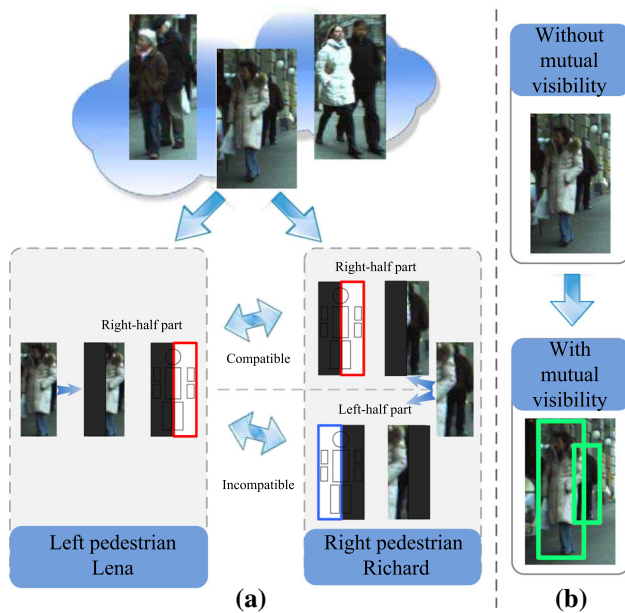 Right-half part
Right-half part
Compatible
Left-half part
Incompatible
Left pedestrian
Lena
Right pedestrian
Richard
(a)
Without
mutual
visibility
With
mutual
visibility
(b)